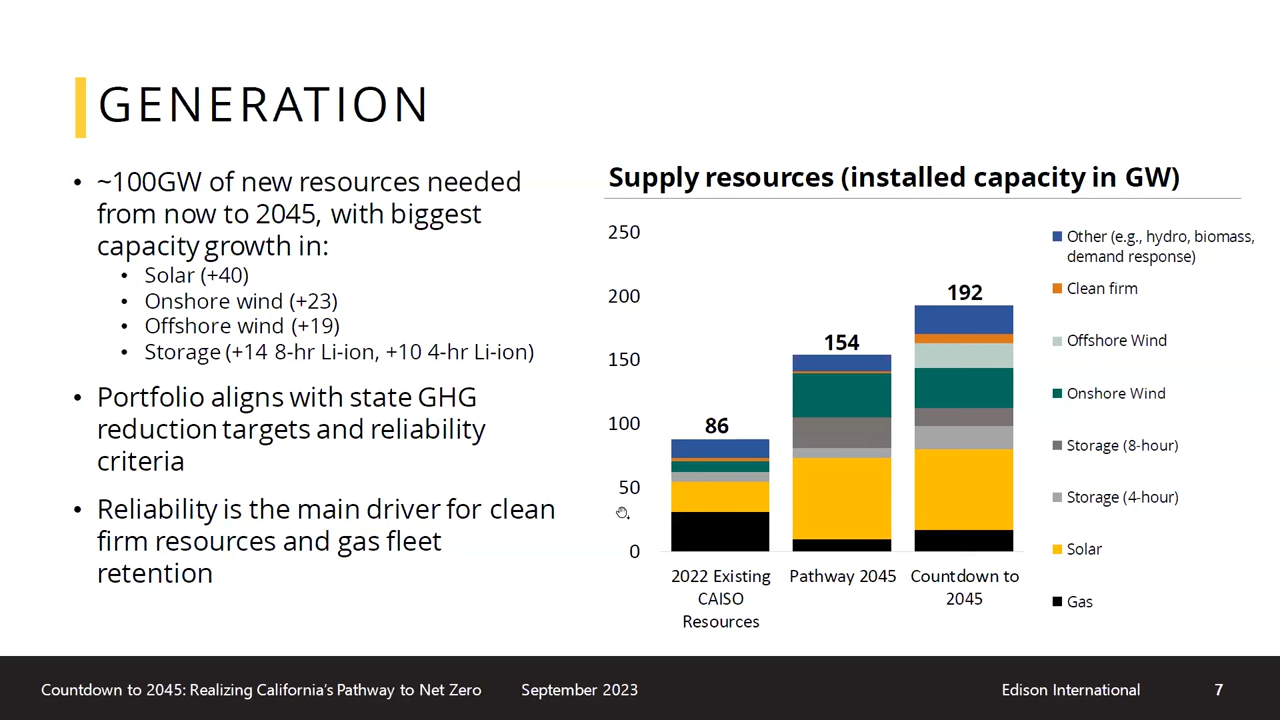 GENERATION
• ~100GW of new resources needed
from now to 2045, with biggest
capacity growth in:
• Solar (+40)
• Onshore wind (+23)
• Offshore wind (+19)
• Storage (+14 8-hr Li-ion, +10 4-hr Li-ion)
• Portfolio aligns with state GHG
reduction targets and reliability
criteria
• Reliability is the main driver for clean
firm resources and gas fleet
retention
Supply resources (installed capacity in GW)
250
200
150
100
50
0
86
154
192
2022 Existing
CAISO
Resources
Pathway 2045
Countdown to
2045
Other (e.g., hydro, biomass,
demand response)
Clean firm
Offshore Wind
Onshore Wind
Storage (8-hour)
Storage (4-hour)
Solar
Gas
Countdown to 2045: Realizing California's Pathway to Net Zero
September 2023
Edison International
7